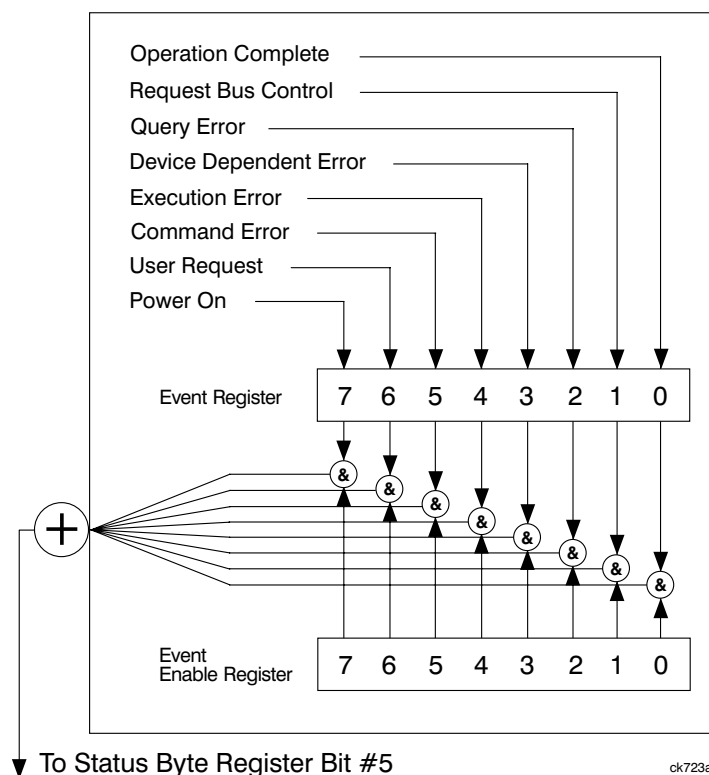 Operation Complete
Request Bus Control
Query Error
Device Dependent Error
Execution Error
Command Error
User Request
Power On
Event Register 7 6 5 4 3 2 1 0
& & & & & & & &
+
Event
Enable Register 7 6 5 4 3 2 1 0
To Status Byte Register Bit #5
ck723a